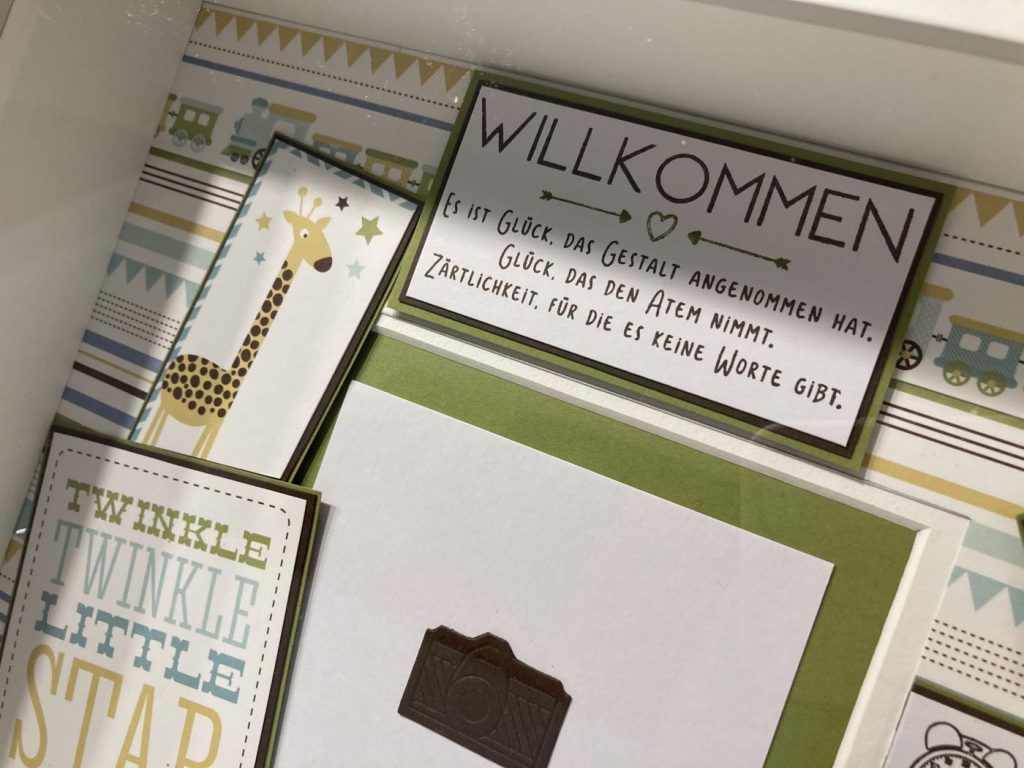 WILLKOMMEN
Es ist Glück, das Gestalt angenommen hat.
Glück, das den Atem nimmt.
Zärtlichkeit, für die es keine Worte gibt.
TWINKLE
TWINKLE
LITTLE
STAR